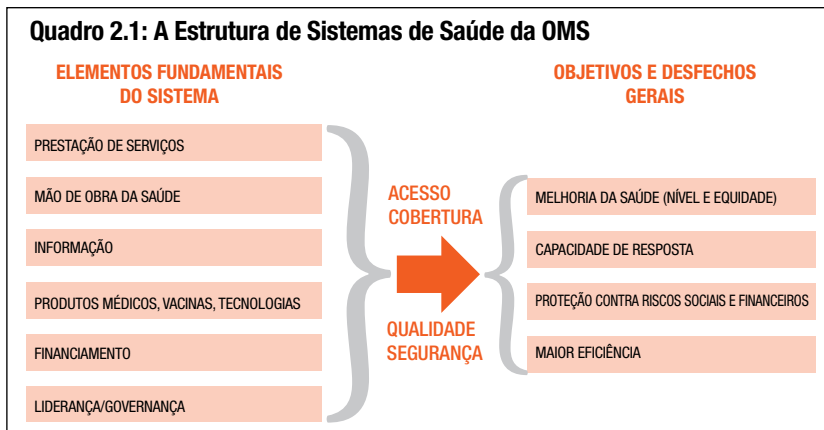 Quadro 2.1: A Estrutura de Sistemas de Saúde da OMS
ELEMENTOS FUNDAMENTAIS
DO SISTEMA
PRESTAÇÃO DE SERVIÇOS
MÃO DE OBRA DA SAÚDE
INFORMAÇÃO
PRODUTOS MÉDICOS, VACINAS, TECNOLOGIAS
FINANCIAMENTO
LIDERANÇA/GOVERNANÇA
ACESSO
COBERTURA
QUALIDADE
SEGURANÇA
OBJETIVOS E DESFECHOS
GERAIS
MELHORIA DA SAÚDE (NÍVEL E EQUIDADE)
CAPACIDADE DE RESPOSTA
PROTEÇÃO CONTRA RISCOS SOCIAIS E FINANCEIROS
MAIOR EFICIÊNCIA